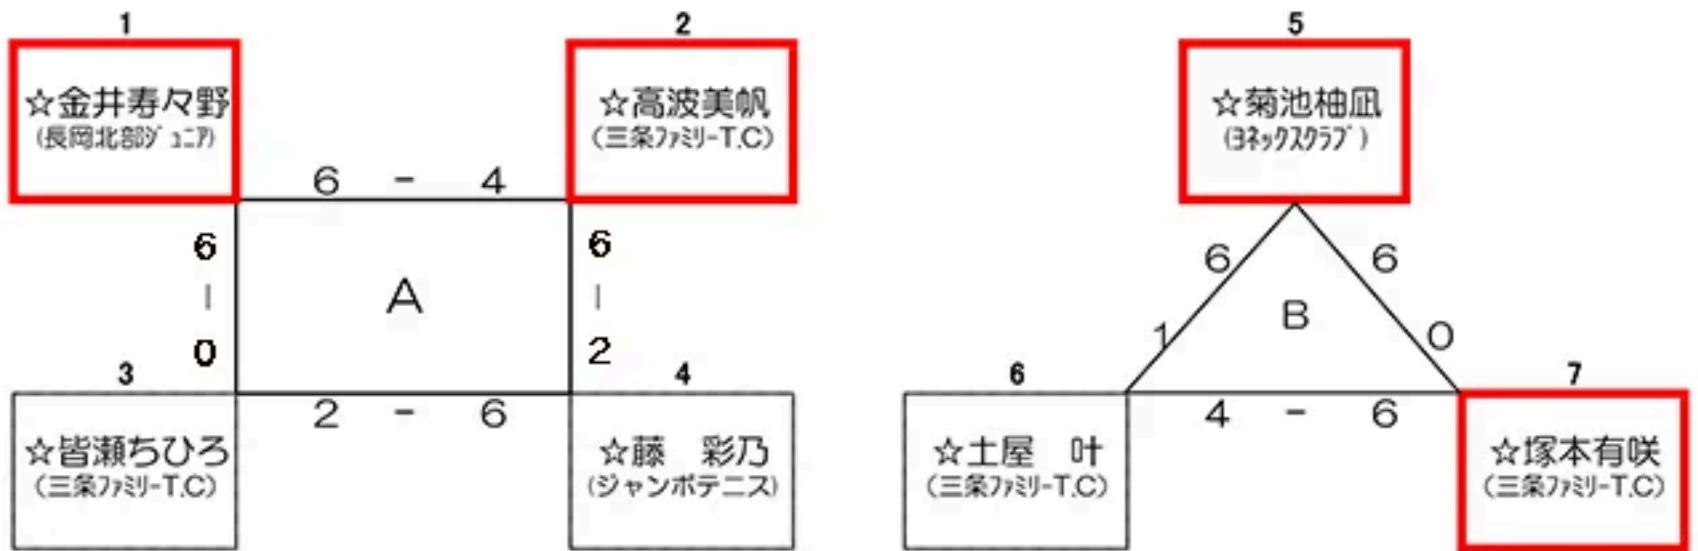 1
2
5
☆金井寿々野
(長岡北部ｼﾞｭﾆｱ)
☆高波美帆
(三条ﾌｧﾐﾘｰT.C)
☆菊池柚凪
(ﾖﾈｯｸｽｸﾗﾌﾞ)
6 - 4
6
|
0
A
6
|
2
6
1
B
6
0
3
4
6
7
2 - 6
4 - 6
☆皆瀬ちひろ
(三条ﾌｧﾐﾘｰT.C)
☆藤　彩乃
(ジャンボテニス)
☆土屋　叶
(三条ﾌｧﾐﾘｰT.C)
☆塚本有咲
(三条ﾌｧﾐﾘｰT.C)